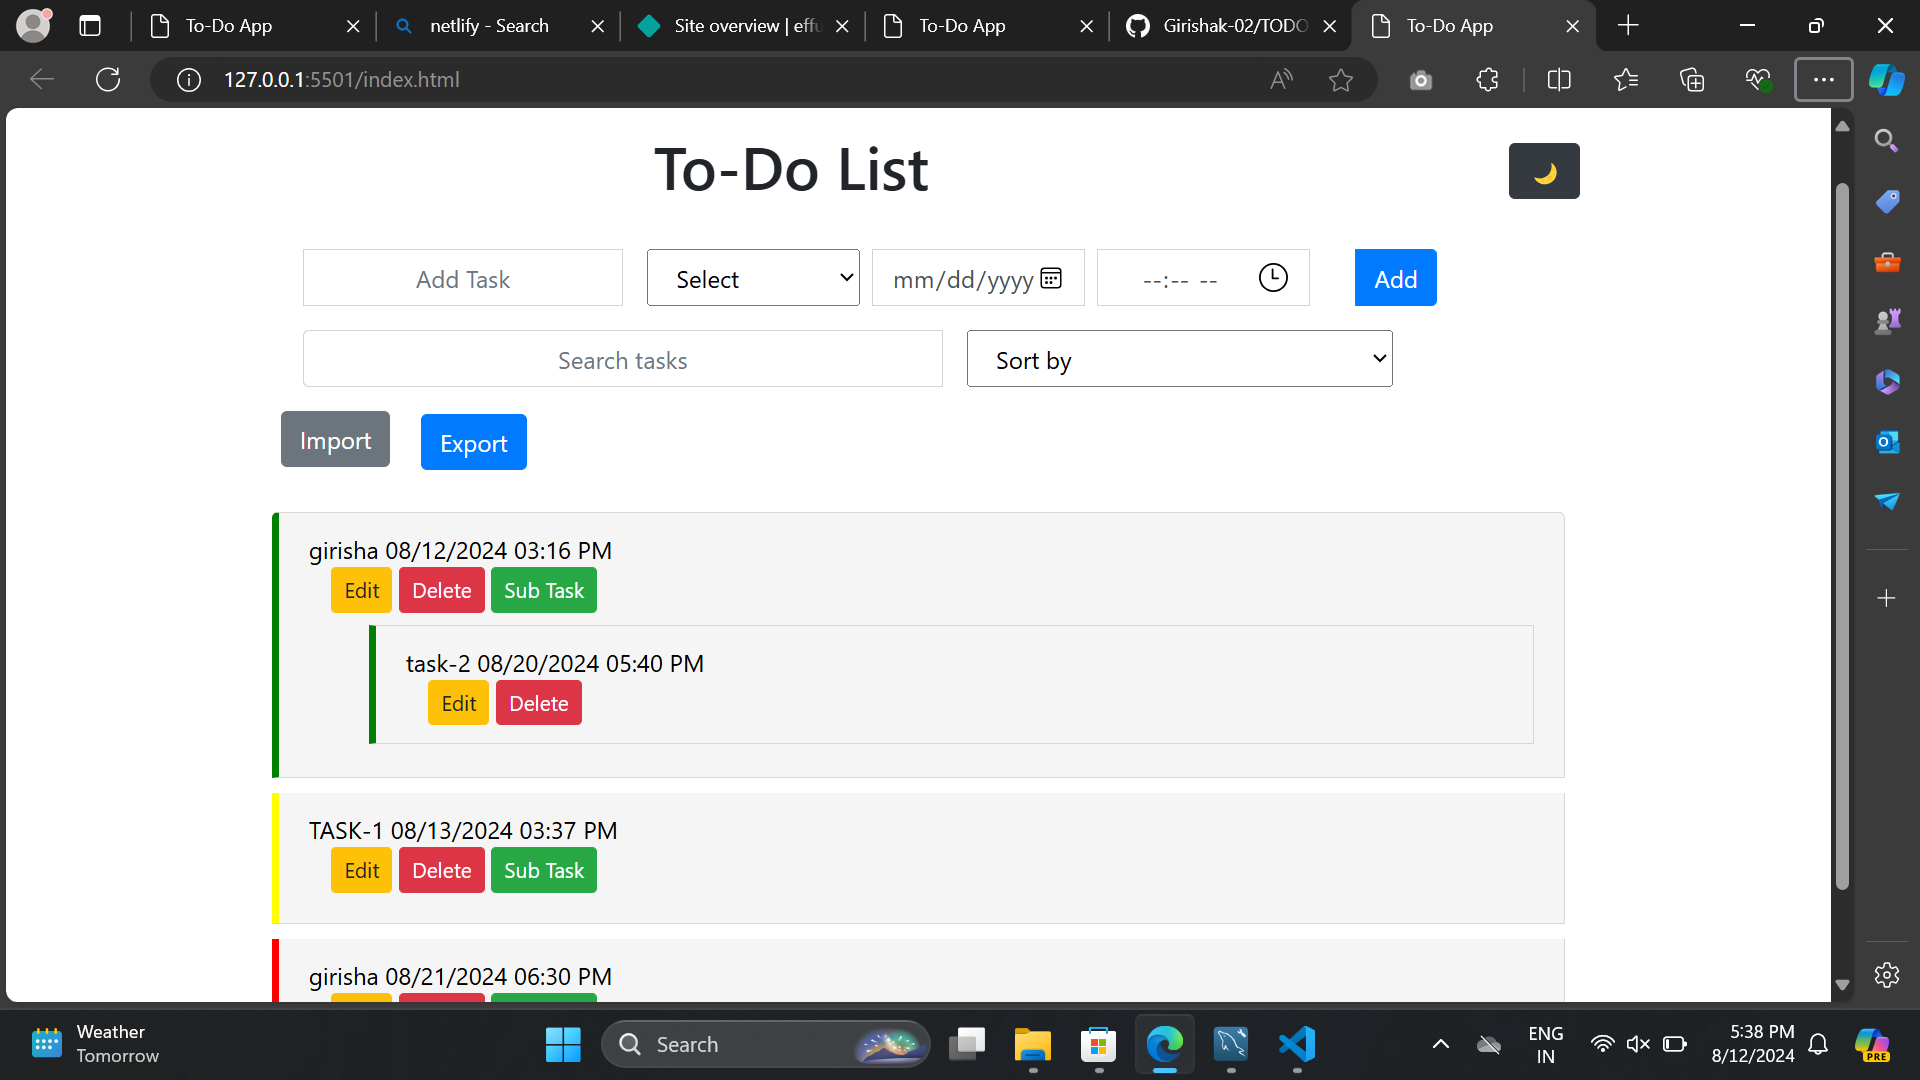 To-Do App
netlify - Search
Site overview | effu
To-Do App
Girishak-02/TODO
To-Do App
127.0.0.1:5501/index.html
To-Do List
Add Task
Select
mm/dd/yyyy
--:-- --
Add
Search tasks
Sort by
Import
Export
girisha 08/12/2024 03:16 PM
Edit
Delete
Sub Task
task-2 08/20/2024 05:40 PM
Edit
Delete
TASK-1 08/13/2024 03:37 PM
Edit
Delete
Sub Task
girisha 08/21/2024 06:30 PM
Weather
Tomorrow
Search
ENG
IN
5:38 PM
8/12/2024
PRE